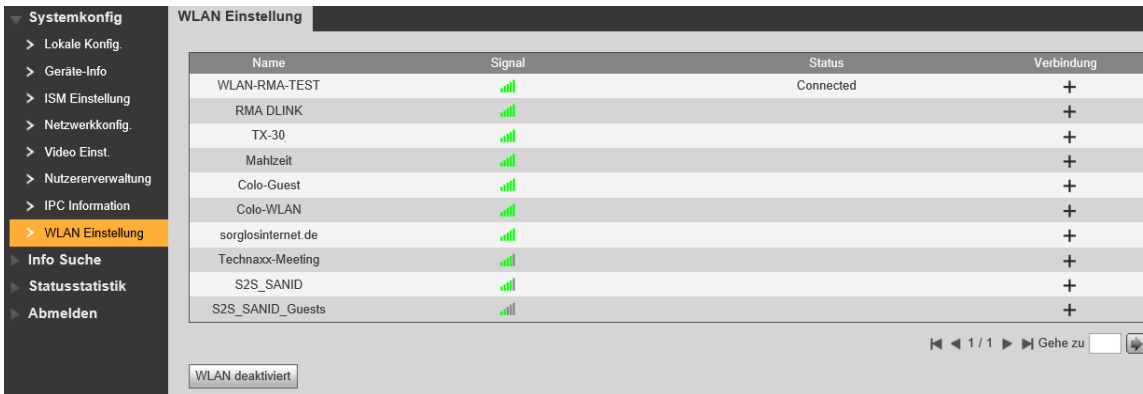 Systemkonfig
Lokale Konfig.
Geräte-Info
ISM Einstellung
Netzwerkkonfig.
Video Einst.
Nutzererverwaltung
IPC Information
WLAN Einstellung
Info Suche
Statusstatistik
Abmelden
WLAN Einstellung
Name Signal Status Verbindung
WLAN-RMA-TEST Connected +
RMA DLINK +
TX-30 +
Mahlzeit +
Colo-Guest +
Colo-WLAN +
sorglosinternet.de +
Technaxx-Meeting +
S2S_SANID +
S2S_SANID_Guests +
1 / 1 Gehe zu
WLAN deaktiviert